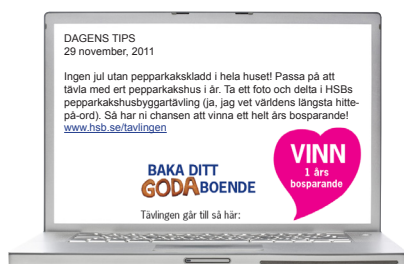 DAGENS TIPS
29 november, 2011
Ingen jul utan pepparkakskladd i hela huset! Passa på att
tävla med ert pepparkakshus i år. Ta ett foto och delta i HSBs
pepparkakshusbyggartävling (ja, jag vet världens längsta hitte-
på-ord). Så har ni chansen att vinna ett helt års bosparande!
www.hsb.se/tavlingen
VINN
1 års
bosparande
BAKA DITT
GODA BOENDE
Tävlingen går till så här: